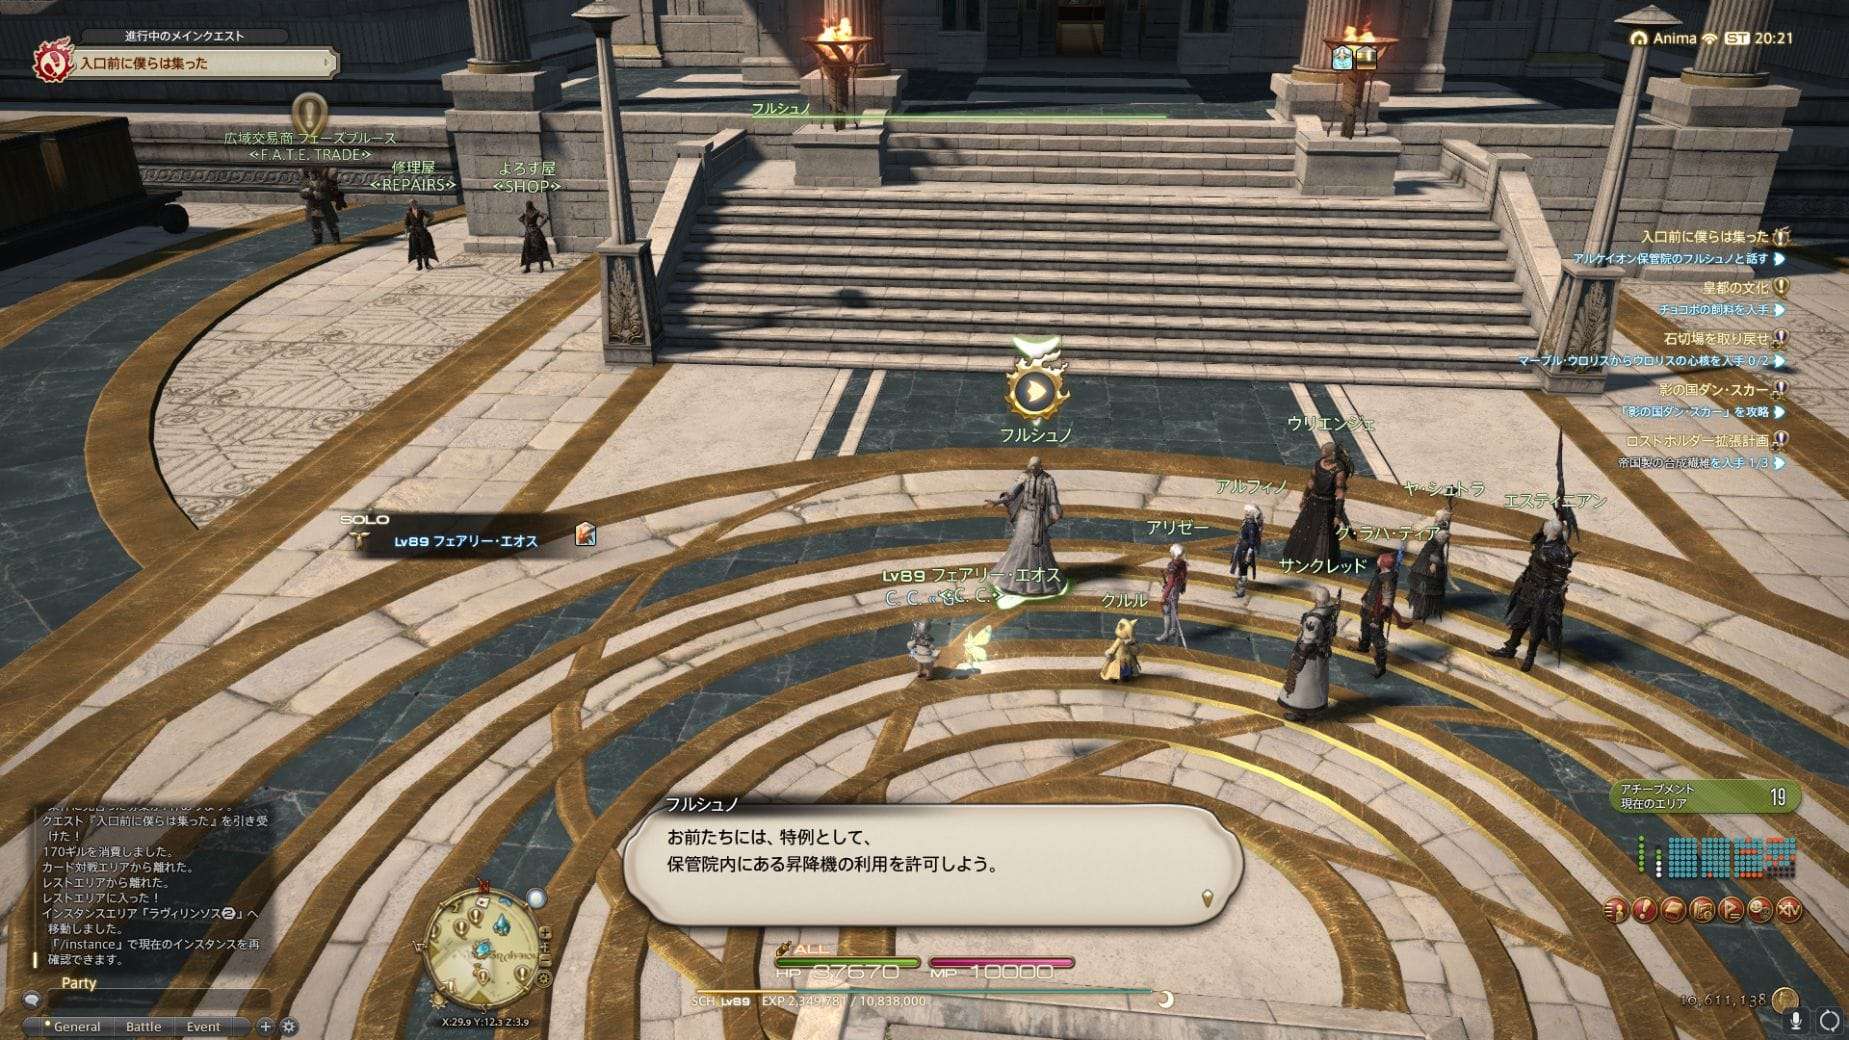 進行中のメインクエスト
入口前に僕らは集った
Anima ST 20:21
フルシュノ
広域交易商 フェーズブルース
<F.A.T.E. TRADE>
修理屋
<REPAIRS>
よろず屋
<SHOP>
入口前に僕らは集った
アルケイオン保管院のフルシュノと話す
皇都の文化
チョコボの飼料を入手
石切場を取り戻せ
マーブル・ウロリスからウロリスの心核を入手 0/2
影の国ダン・スカー
「影の国ダン・スカー」を攻略
ロストホルダー拡張計画
帝国製の合成繊維を入手 1/3
フルシュノ
ウリエンジェ
アルフィノ
ヤ・シュトラ
エスティニアン
アリゼー
グ・ラハ・ティア
サンクレッド
SOLO
Lv89 フェアリー・エオス
Lv89 フェアリー・エオス
クルル
アチーブメント
現在のエリア
19
フルシュノ
お前たちには、特例として、
保管院内にある昇降機の利用を許可しよう。
クエスト『入口前に僕らは集った』を引き受
けた！
170ギルを消費しました。
カード対戦エリアから離れた。
レストエリアから離れた。
レストエリアに入った！
インスタンスエリア「ラヴィリンソス2」へ
移動しました。
「/instance」で現在のインスタンスを再
確認できます。
Party
General Battle Event
X:29.9 Y:12.3 Z:3.9
ALL
HP 37670 MP 10000
SCH Lv89 EXP 2,349,781 / 10,838,000
10,611,138